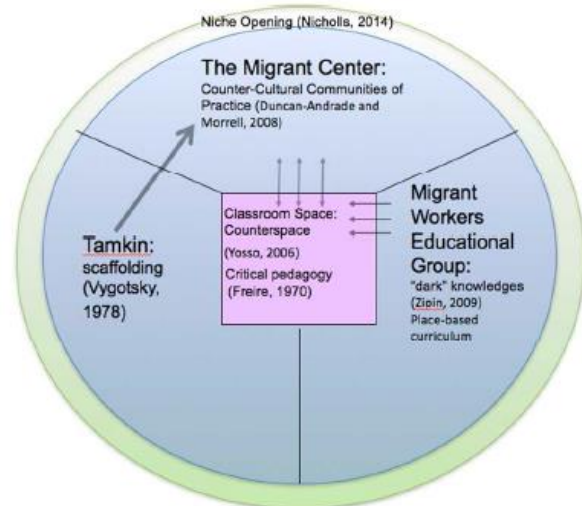 Niche Opening (Nicholls, 2014)
The Migrant Center:
Counter-Cultural Communities of
Practice (Duncan-Andrade and
Morrell, 2008)
Tamkin:
scaffolding
(Vygotsky,
1978)
Classroom Space:
Counterspace
(Yosso, 2006)
Critical pedagogy
(Freire, 1970)
Migrant
Workers
Educational
Group:
"dark" knowledges
(Zipin, 2009)
Place-based
curriculum